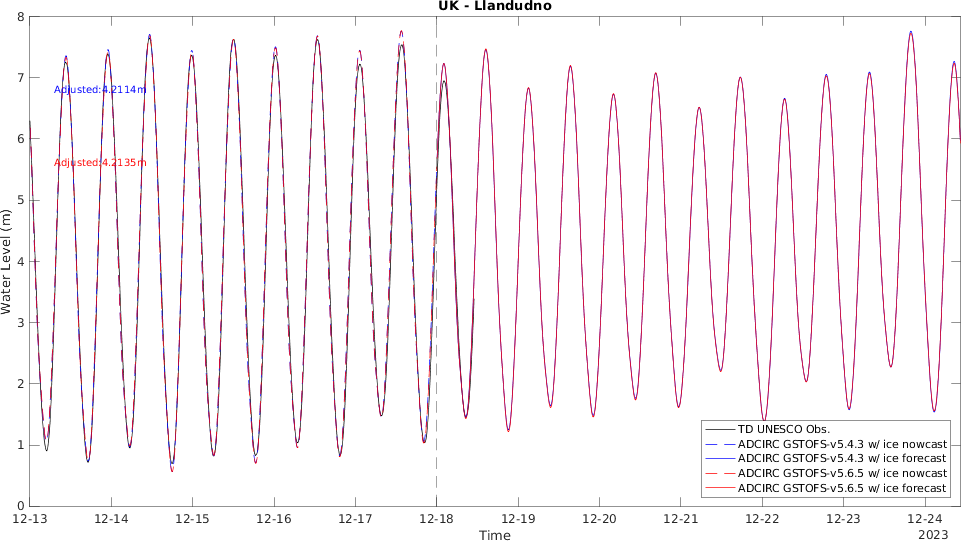 UK - Llandudno
8
7
6
5
4
3
2
1
0
Water Level (m)
Adjusted:4.2114m
Adjusted:4.2135m
TD UNESCO Obs.
ADCIRC GSTOFS-v5.4.3 w/ ice nowcast
ADCIRC GSTOFS-v5.4.3 w/ ice forecast
ADCIRC GSTOFS-v5.6.5 w/ ice nowcast
ADCIRC GSTOFS-v5.6.5 w/ ice forecast
12-13 12-14 12-15 12-16 12-17 12-18 12-19 12-20 12-21 12-22 12-23 12-24
Time
2023